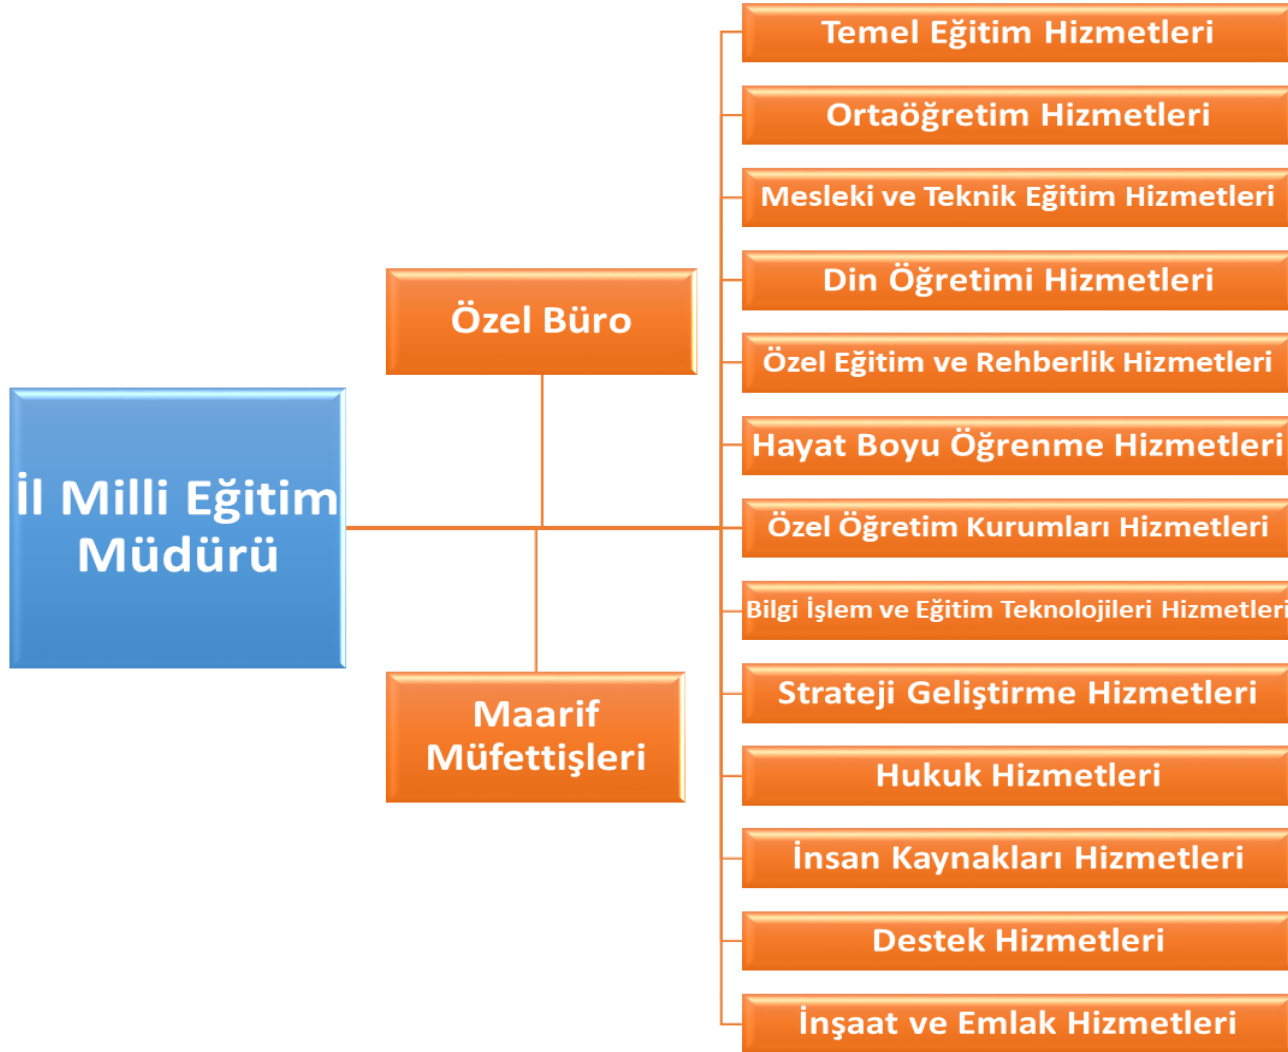 İl Milli Eğitim
Müdürü
Özel Büro
Maarif
Müfettişleri
Temel Eğitim Hizmetleri
Ortaöğretim Hizmetleri
Mesleki ve Teknik Eğitim Hizmetleri
Din Öğretimi Hizmetleri
Özel Eğitim ve Rehberlik Hizmetleri
Hayat Boyu Öğrenme Hizmetleri
Özel Öğretim Kurumları Hizmetleri
Bilgi İşlem ve Eğitim Teknolojileri Hizmetleri
Strateji Geliştirme Hizmetleri
Hukuk Hizmetleri
İnsan Kaynakları Hizmetleri
Destek Hizmetleri
İnşaat ve Emlak Hizmetleri